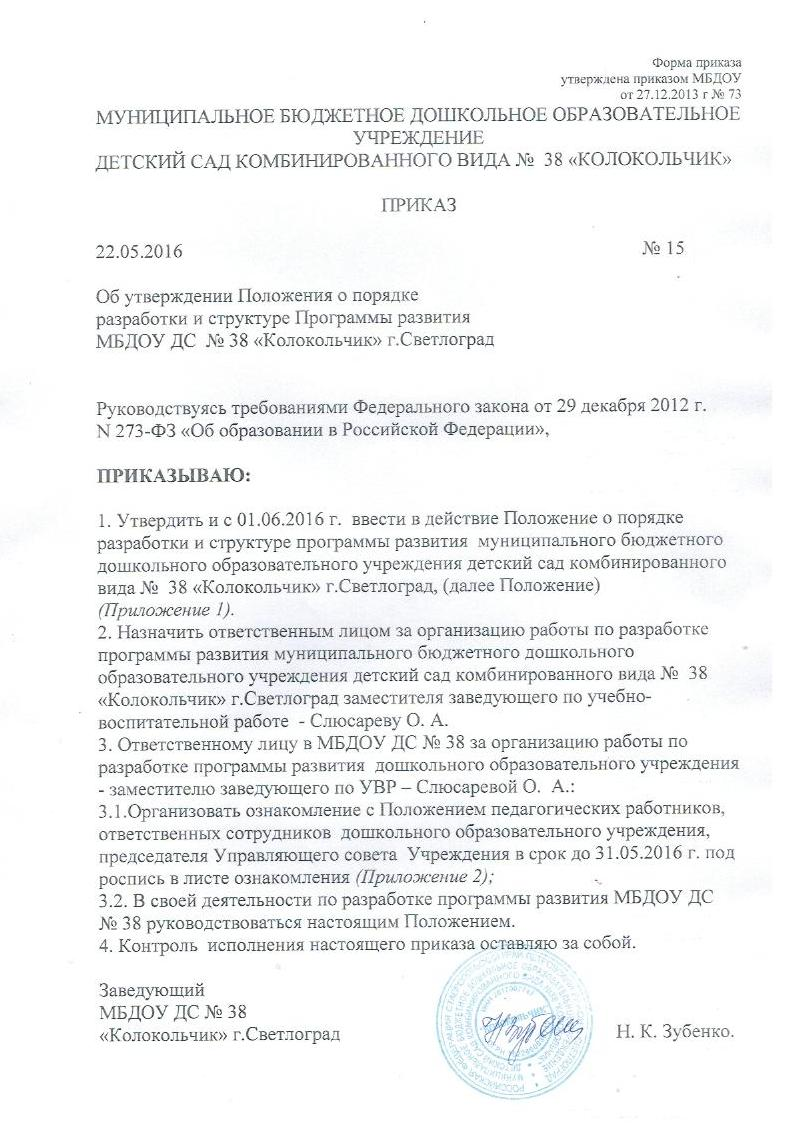 Форма приказа
утверждена приказом МБДОУ
от 27.12.2013 г № 73
МУНИЦИПАЛЬНОЕ БЮДЖЕТНОЕ ДОШКОЛЬНОЕ ОБРАЗОВАТЕЛЬНОЕ
УЧРЕЖДЕНИЕ
ДЕТСКИЙ САД КОМБИНИРОВАННОГО ВИДА № 38 «КОЛОКОЛЬЧИК»
ПРИКАЗ
22.05.2016 № 15
Об утверждении Положения о порядке
разработки и структуре Программы развития
МБДОУ ДС № 38 «Колокольчик» г.Светлоград
Руководствуясь требованиями Федерального закона от 29 декабря 2012 г.
N 273-ФЗ «Об образовании в Российской Федерации»,
ПРИКАЗЫВАЮ:
1. Утвердить и с 01.06.2016 г. ввести в действие Положение о порядке
разработки и структуре программы развития муниципального бюджетного
дошкольного образовательного учреждения детский сад комбинированного
вида № 38 «Колокольчик» г.Светлоград, (далее Положение)
(Приложение 1).
2. Назначить ответственным лицом за организацию работы по разработке
программы развития муниципального бюджетного дошкольного
образовательного учреждения детский сад комбинированного вида № 38
«Колокольчик» г.Светлоград заместителя заведующего по учебно-
воспитательной работе - Слюсареву О. А.
3. Ответственному лицу в МБДОУ ДС № 38 за организацию работы по
разработке программы развития дошкольного образовательного учреждения
- заместителю заведующего по УВР – Слюсаревой О. А.:
3.1.Организовать ознакомление с Положением педагогических работников,
ответственных сотрудников дошкольного образовательного учреждения,
председателя Управляющего совета Учреждения в срок до 31.05.2016 г. под
роспись в листе ознакомления (Приложение 2);
3.2. В своей деятельности по разработке программы развития МБДОУ ДС
№ 38 руководствоваться настоящим Положением.
4. Контроль исполнения настоящего приказа оставляю за собой.
Заведующий
МБДОУ ДС № 38
«Колокольчик» г.Светлоград Н. К. Зубенко.